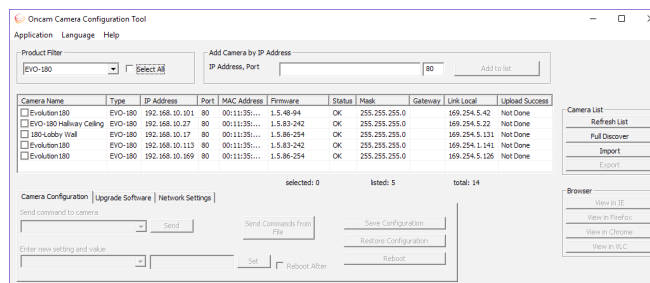 Oncam Camera Configuration Tool
Application Language Help
Product Filter
EVO-180
Select All
Add Camera by IP Address
IP Address, Port
80
Add to list
Camera Name Type IP Address Port MAC Address Firmware Status Mask Gateway Link Local Upload Success
Evolution180 EVO-180 192.168.10.101 80 00:11:35:... 1.5.48-94 OK 255.255.255.0 169.254.5.42 Not Done
EVO-180 Hallway Ceiling EVO-180 192.168.10.27 80 00:11:35:... 1.5.83-242 OK 255.255.255.0 169.254.5.22 Not Done
180-Lobby Wall EVO-180 192.168.10.17 80 00:11:35:... 1.5.86-254 OK 255.255.255.0 169.254.5.131 Not Done
Evolution180 EVO-180 192.168.10.113 80 00:11:35:... 1.5.83-242 OK 255.255.255.0 169.254.1.141 Not Done
Evolution180 EVO-180 192.168.10.169 80 00:11:35:... 1.5.86-254 OK 255.255.255.0 169.254.5.126 Not Done
selected: 0 listed: 5 total: 14
Camera List
Refresh List
Full Discover
Import
Export
Browser
View in IE
View in Firefox
View in Chrome
View in VLC
Camera Configuration Upgrade Software Network Settings
Send command to camera
Send
Send Commands from File
Save Configuration
Restore Configuration
Reboot
Enter new setting and value
Set
Reboot After